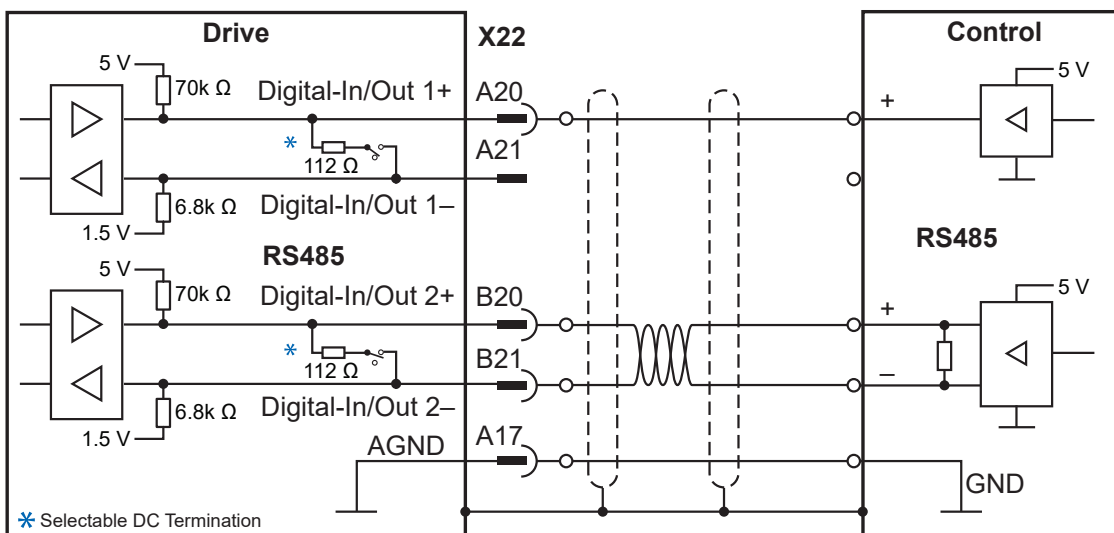 Drive
X22
Control
5 V
70k Ω
Digital-In/Out 1+
A20
+
5 V
*
112 Ω
A21
6.8k Ω
Digital-In/Out 1–
1.5 V
RS485
RS485
5 V
70k Ω
Digital-In/Out 2+
B20
+
5 V
*
112 Ω
B21
–
6.8k Ω
Digital-In/Out 2–
1.5 V
AGND
A17
GND
* Selectable DC Termination